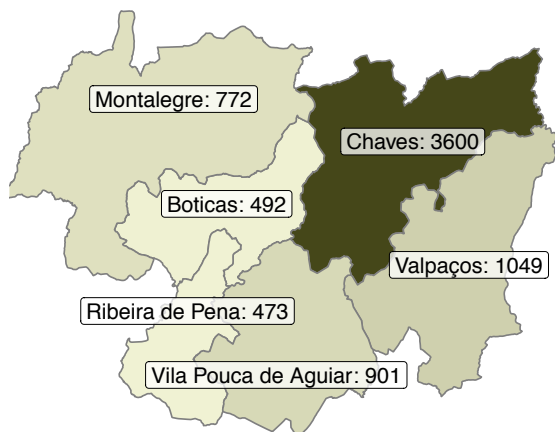 Montalegre: 772
Chaves: 3600
Boticas: 492
Valpaços: 1049
Ribeira de Pena: 473
Vila Pouca de Aguiar: 901